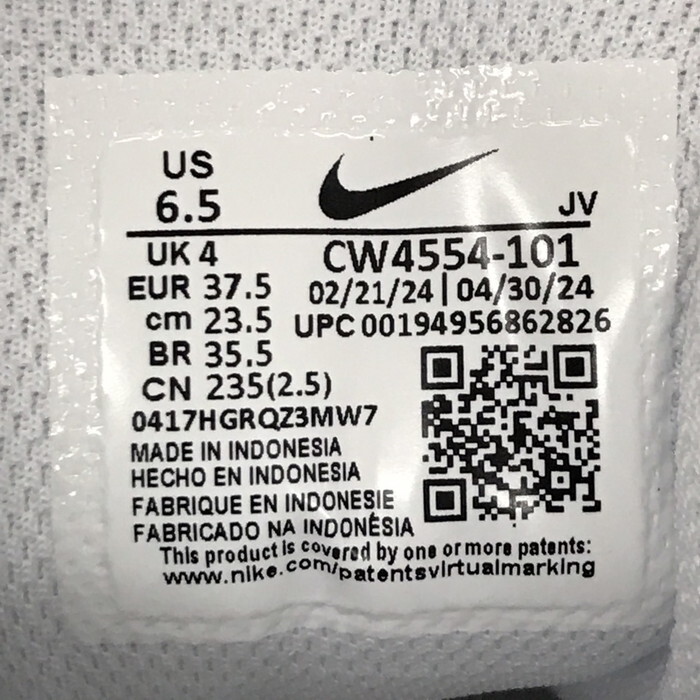 US
6.5
JV
UK 4
CW4554-101
EUR 37.5
02/21/24|04/30/24
cm 23.5
UPC 00194956862826
BR 35.5
CN 235(2.5)
0417HGRQZ3MW7
MADE IN INDONESIA
HECHO EN INDONESIA
FABRIQUE EN INDONESIE
FABRICADO NA INDONÉSIA
This product is covered by one or more patents:
www.nike.com/patentsvirtualmarking